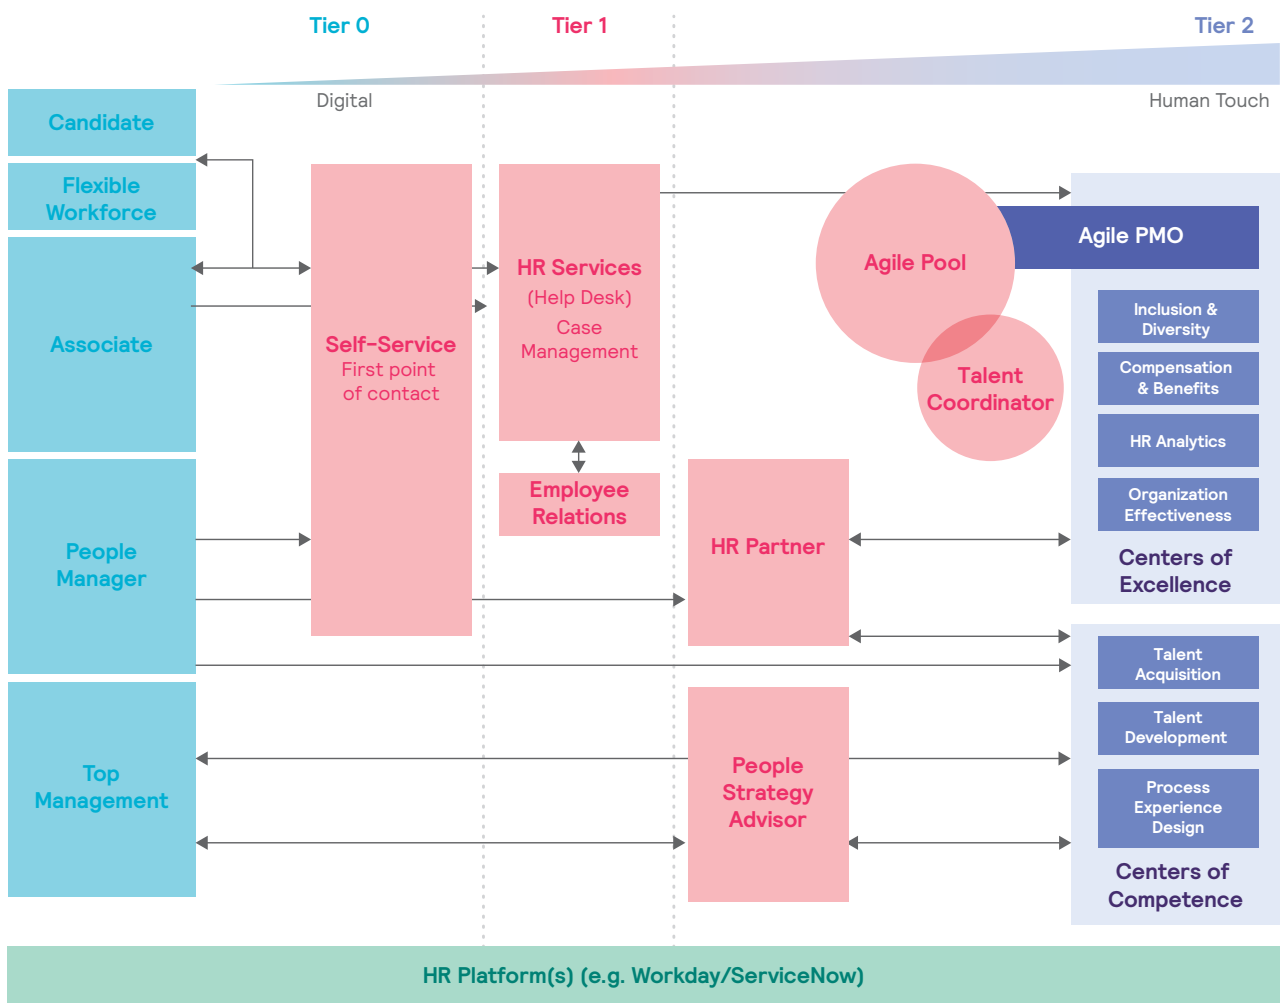 Tier 0
Tier 1
Tier 2
Digital
Human Touch
Candidate
Flexible
Workforce
Associate
People
Manager
Top
Management
Self-Service
First point
of contact
HR Services
(Help Desk)
Case
Management
Employee
Relations
HR Partner
People
Strategy
Advisor
Agile Pool
Talent
Coordinator
Agile PMO
Inclusion &
Diversity
Compensation
& Benefits
HR Analytics
Organization
Effectiveness
Centers of
Excellence
Talent
Acquisition
Talent
Development
Process
Experience
Design
Centers of
Competence
HR Platform(s) (e.g. Workday/ServiceNow)